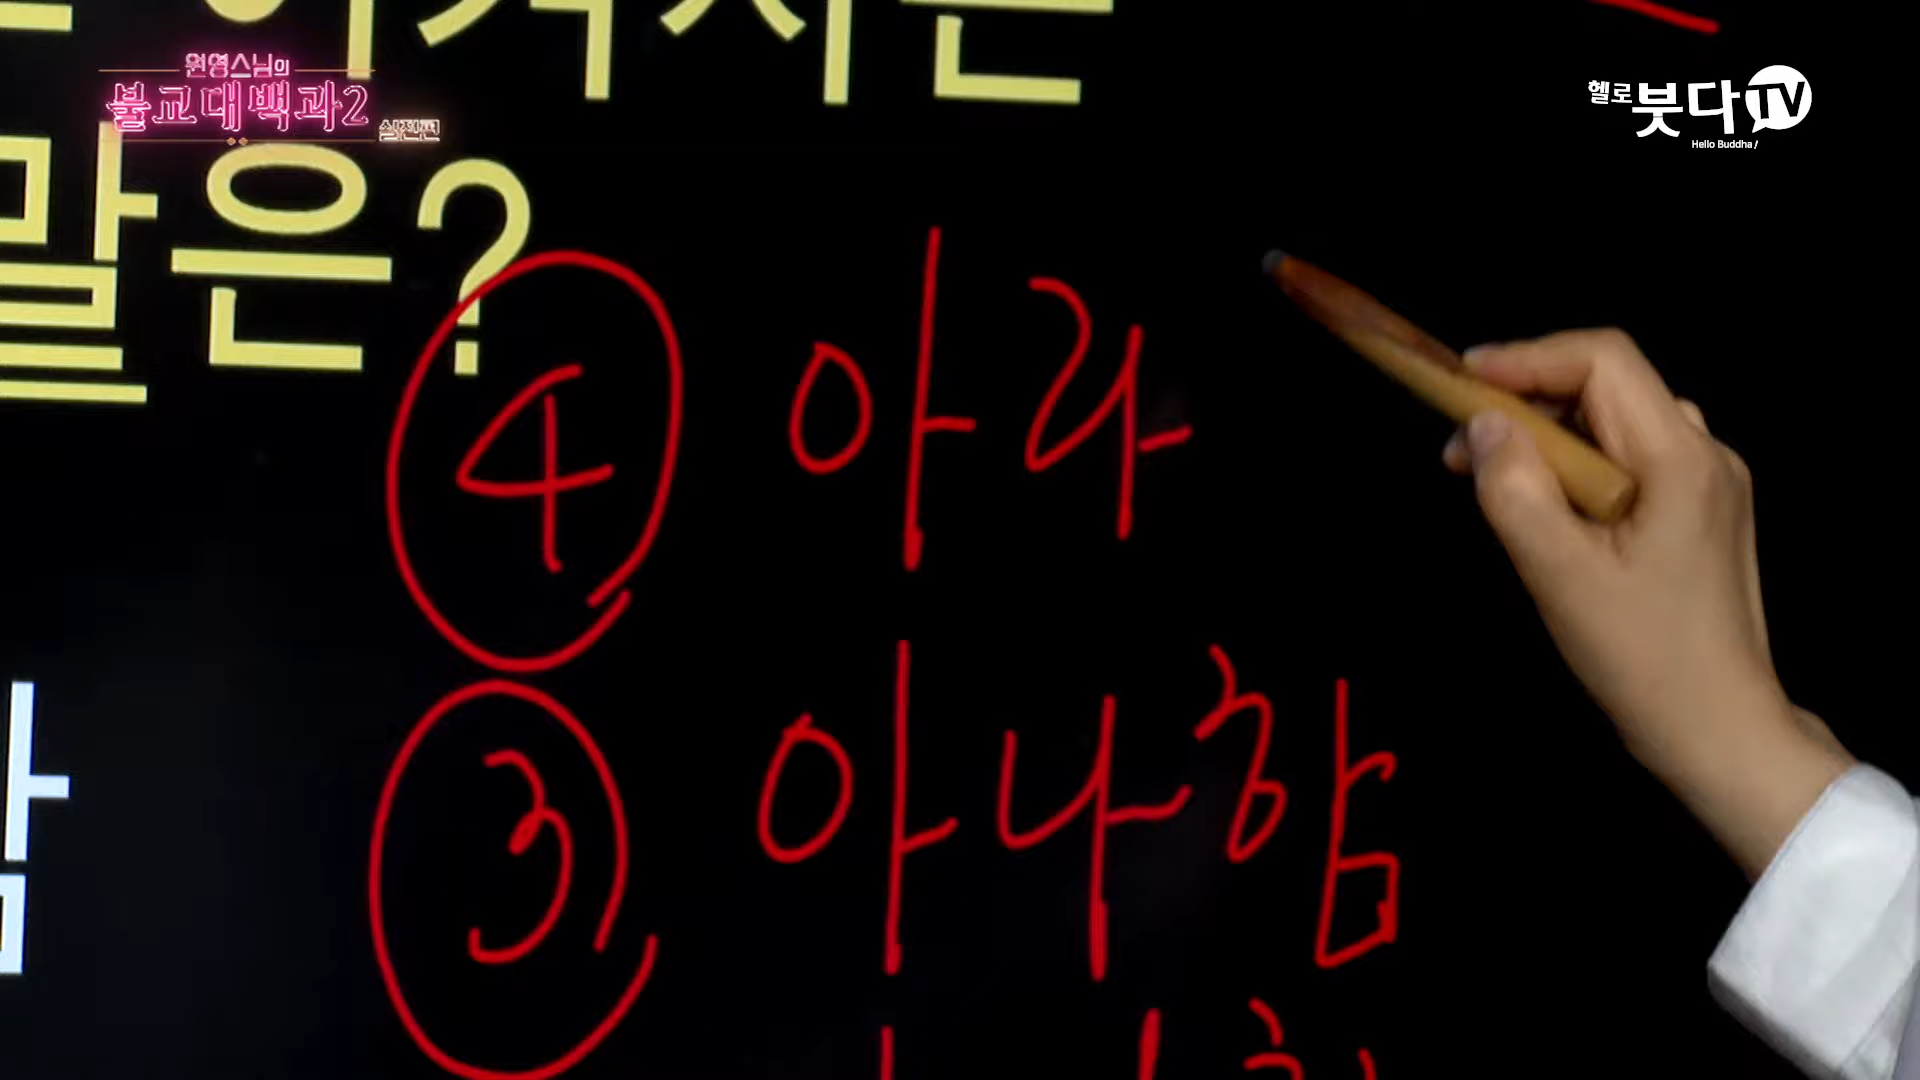 원영스님의
불교대백과2
실전편
헬로붓다TV
Hello Buddha!
말은?
④ 아라
③ 아나함